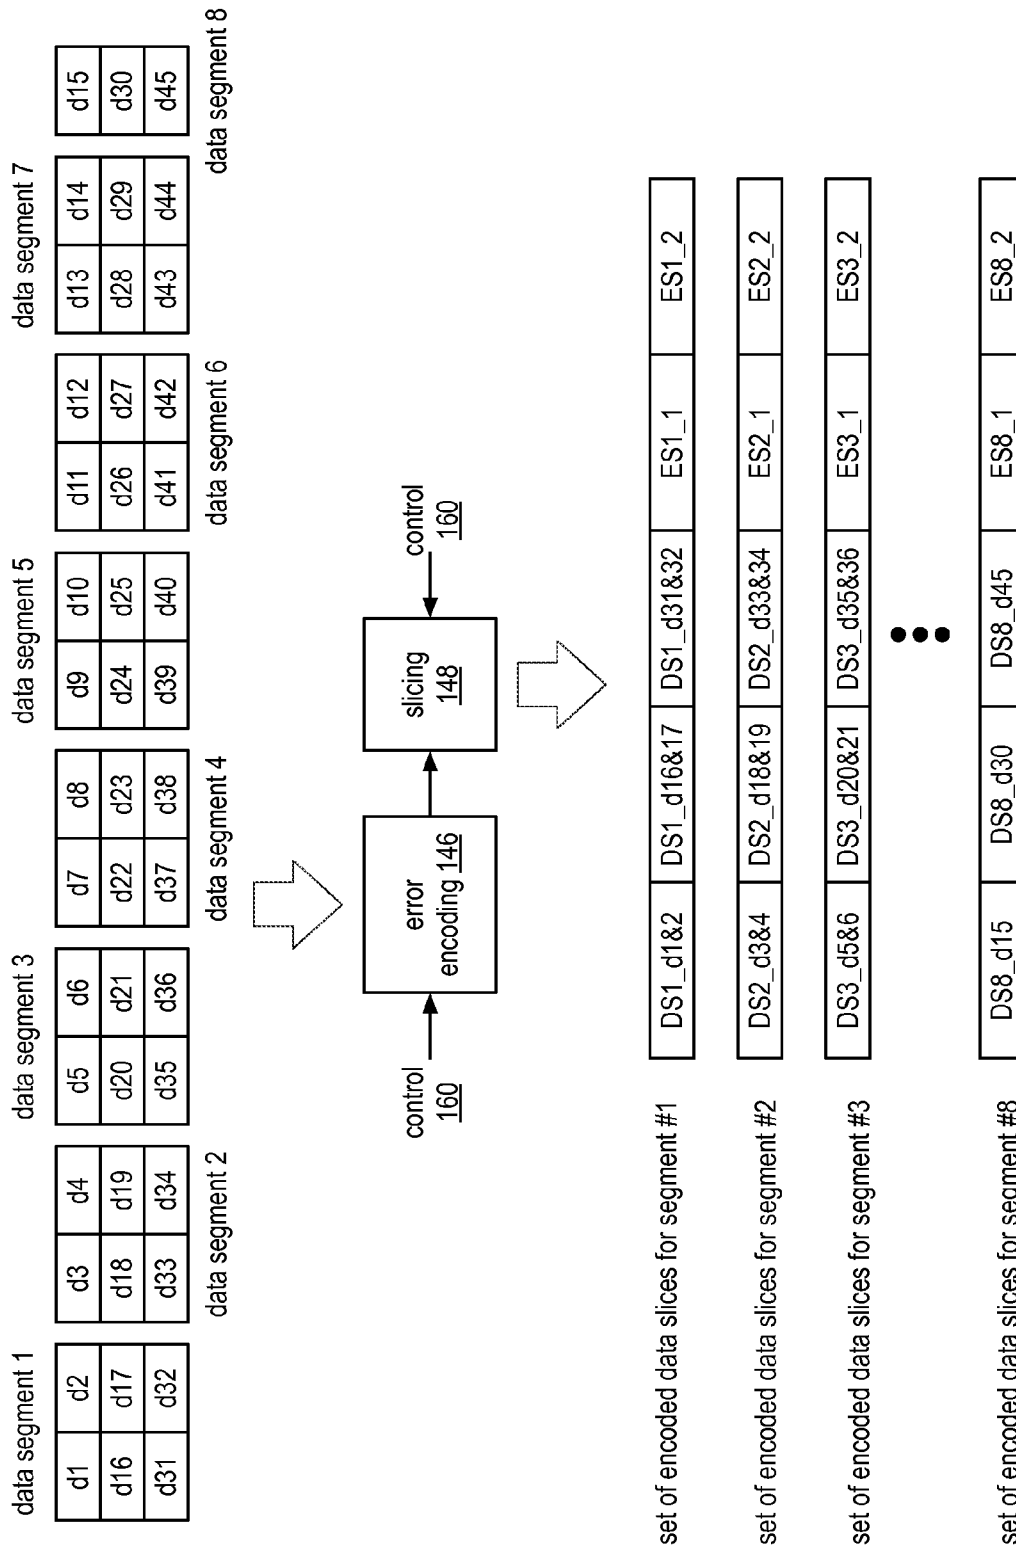 data segment 1
data segment 3
data segment 5
data segment 7
d1 d2
d16 d17
d31 d32
d3 d4
d18 d19
d33 d34
d5 d6
d20 d21
d35 d36
d7 d8
d22 d23
d37 d38
d9 d10
d24 d25
d39 d40
d11 d12
d26 d27
d41 d42
d13 d14
d28 d29
d43 d44
d15
d30
d45
data segment 2
data segment 4
data segment 6
data segment 8
control
160
error
encoding 146
slicing
148
control
160
set of encoded data slices for segment #1
DS1_d1&2 DS1_d16&17 DS1_d31&32 ES1_1 ES1_2
set of encoded data slices for segment #2
DS2_d3&4 DS2_d18&19 DS2_d33&34 ES2_1 ES2_2
set of encoded data slices for segment #3
DS3_d5&6 DS3_d20&21 DS3_d35&36 ES3_1 ES3_2
set of encoded data slices for segment #8
DS8_d15 DS8_d30 DS8_d45 ES8_1 ES8_2